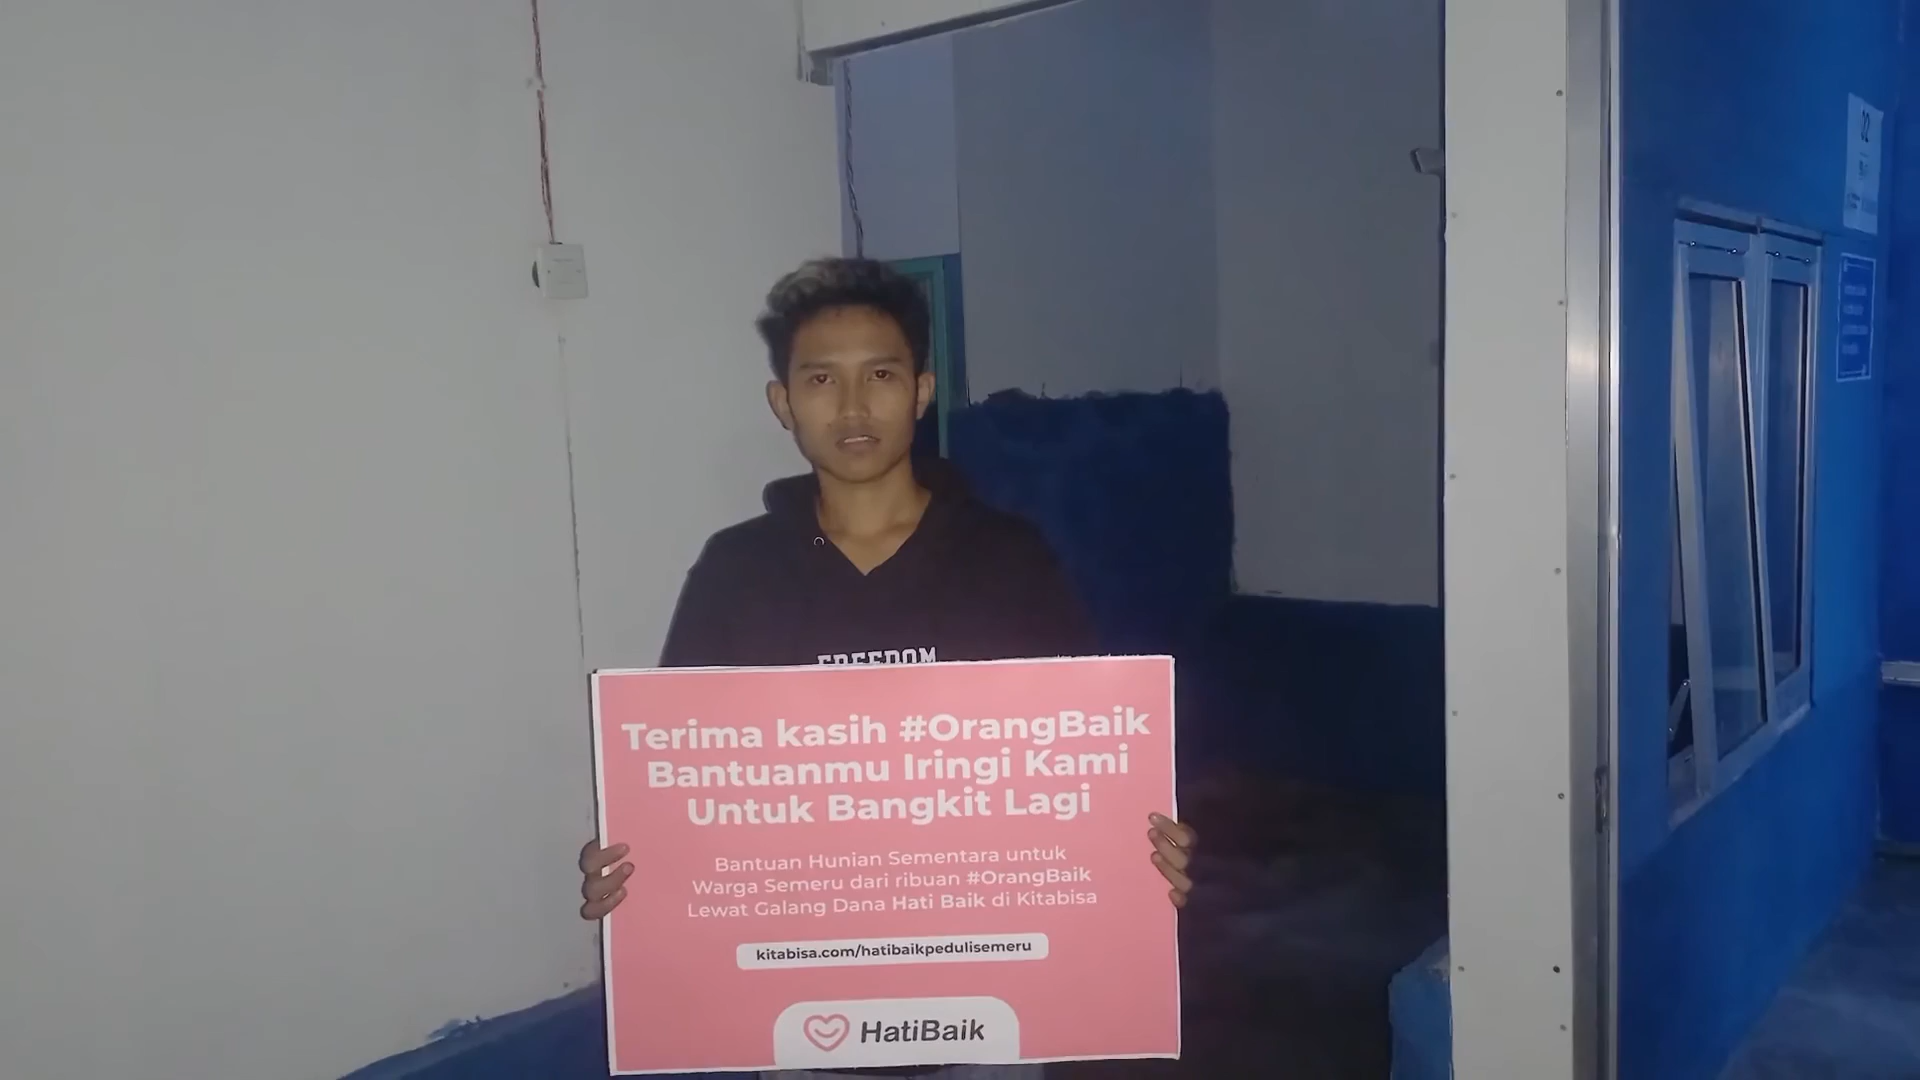 FREEDOM
Terima kasih #OrangBaik
Bantuanmu Iringi Kami
Untuk Bangkit Lagi
Bantuan Hunian Sementara untuk
Warga Semeru dari ribuan #OrangBaik
Lewat Galang Dana Hati Baik di Kitabisa
kitabisa.com/hatibaikpedulisemeru
HatiBaik